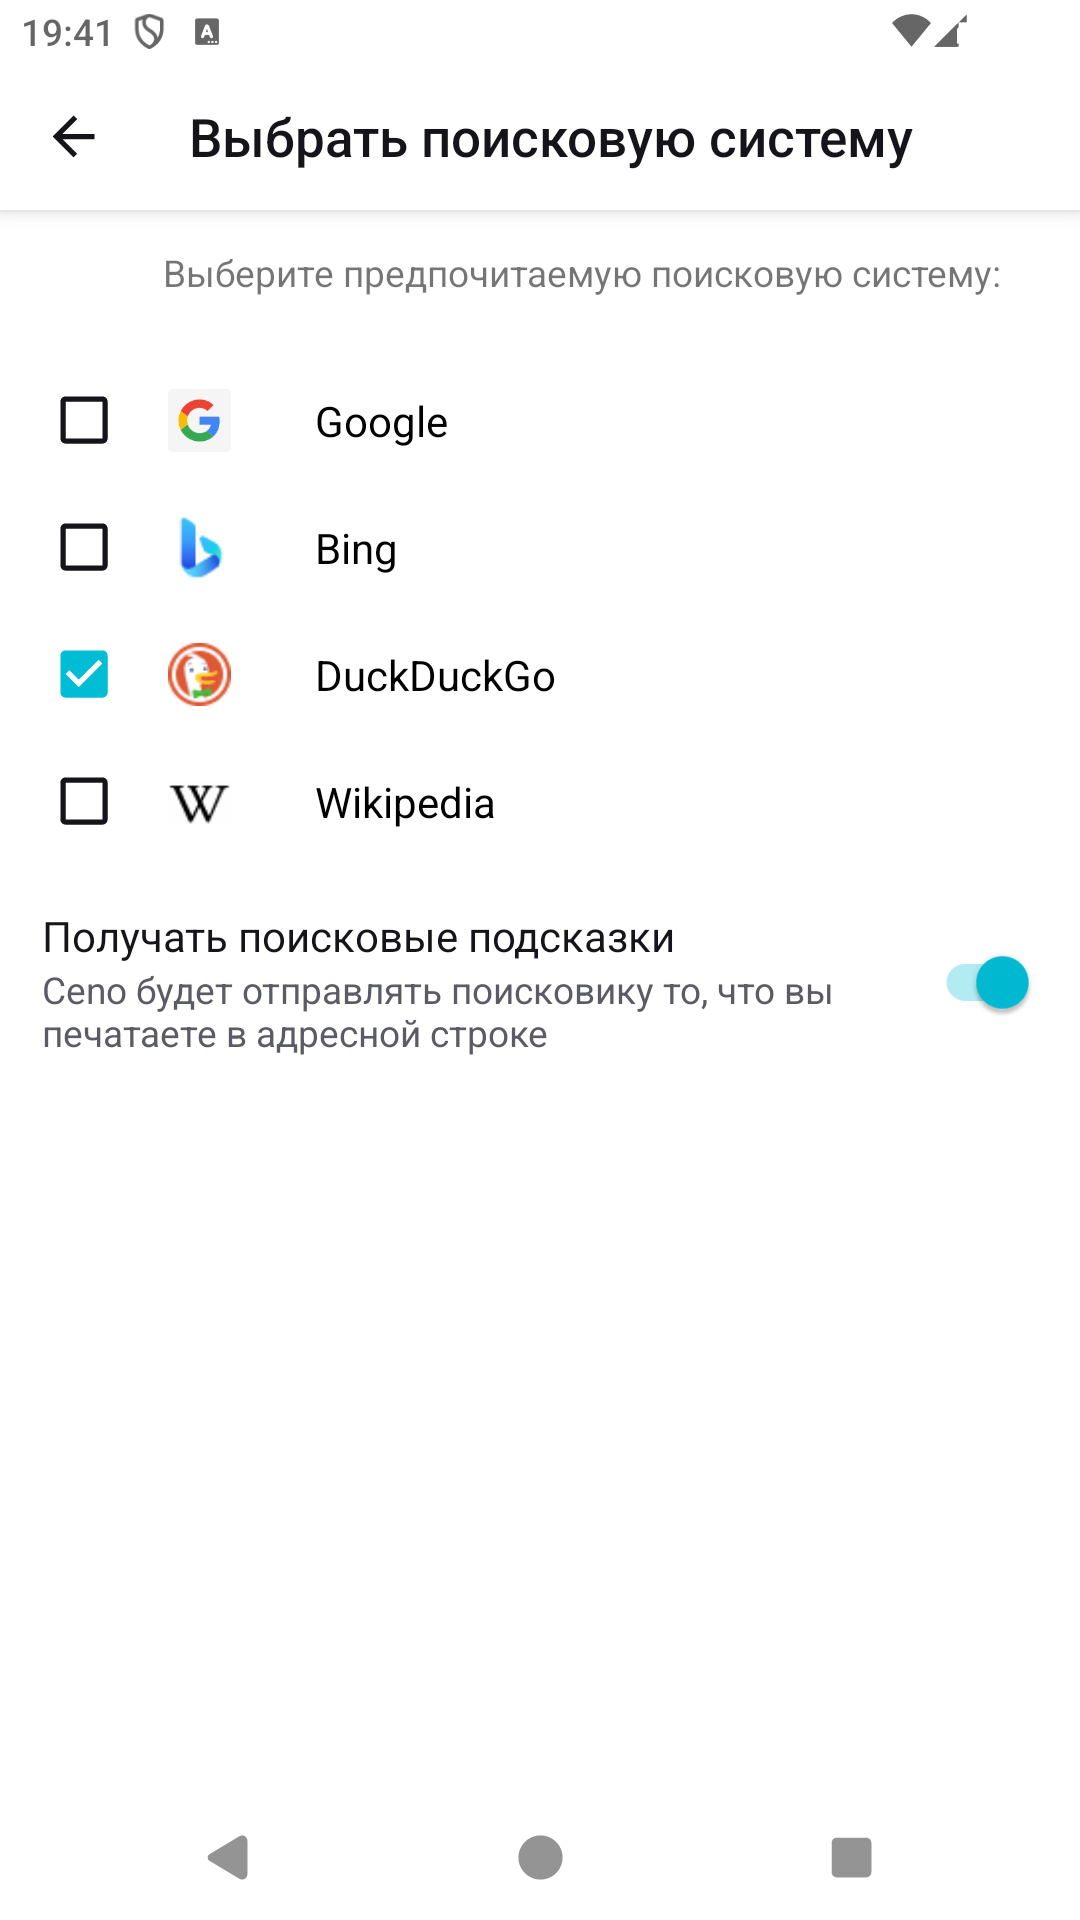 19:41
Выбрать поисковую систему
Выберите предпочитаемую поисковую систему:
Google
Bing
DuckDuckGo
W Wikipedia
Получать поисковые подсказки
Ceno будет отправлять поисковику то, что вы
печатаете в адресной строке